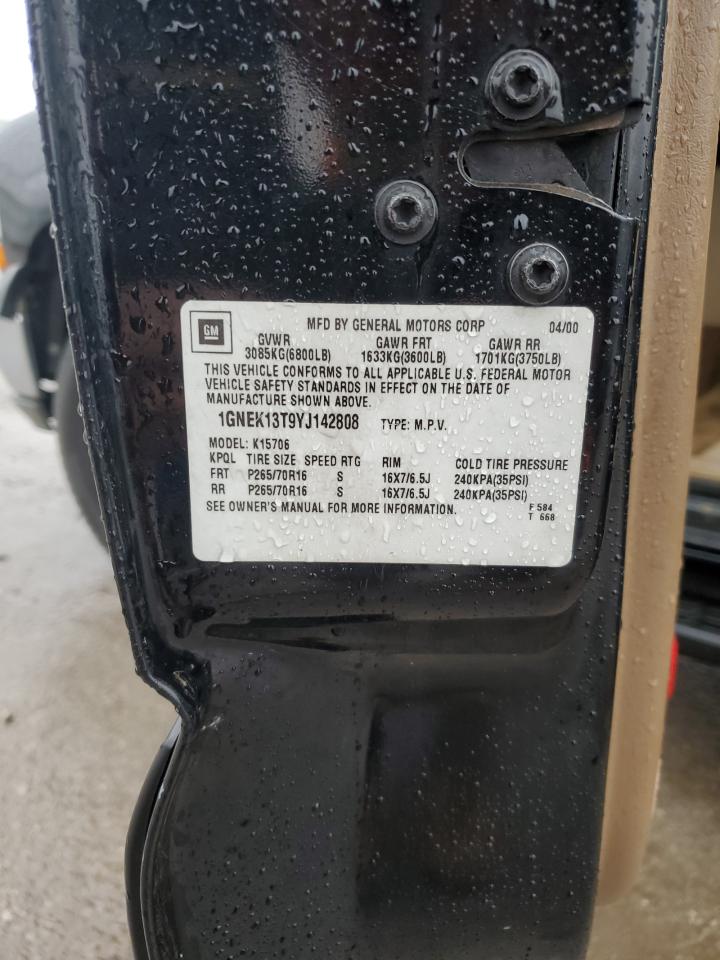 GM MFD BY GENERAL MOTORS CORP 04/00
GVWR GAWR FRT GAWR RR
3085KG(6800LB) 1633KG(3600LB) 1701KG(3750LB)
THIS VEHICLE CONFORMS TO ALL APPLICABLE U.S. FEDERAL MOTOR
VEHICLE SAFETY STANDARDS IN EFFECT ON THE DATE OF
MANUFACTURE SHOWN ABOVE.
1GNEK13T9YJ142808 TYPE: M.P.V.
MODEL: K15706
KPQL TIRE SIZE SPEED RTG RIM COLD TIRE PRESSURE
FRT P265/70R16 S 16X7/6.5J 240KPA(35PSI)
RR P265/70R16 S 16X7/6.5J 240KPA(35PSI)
SEE OWNER'S MANUAL FOR MORE INFORMATION. F 584
T 668